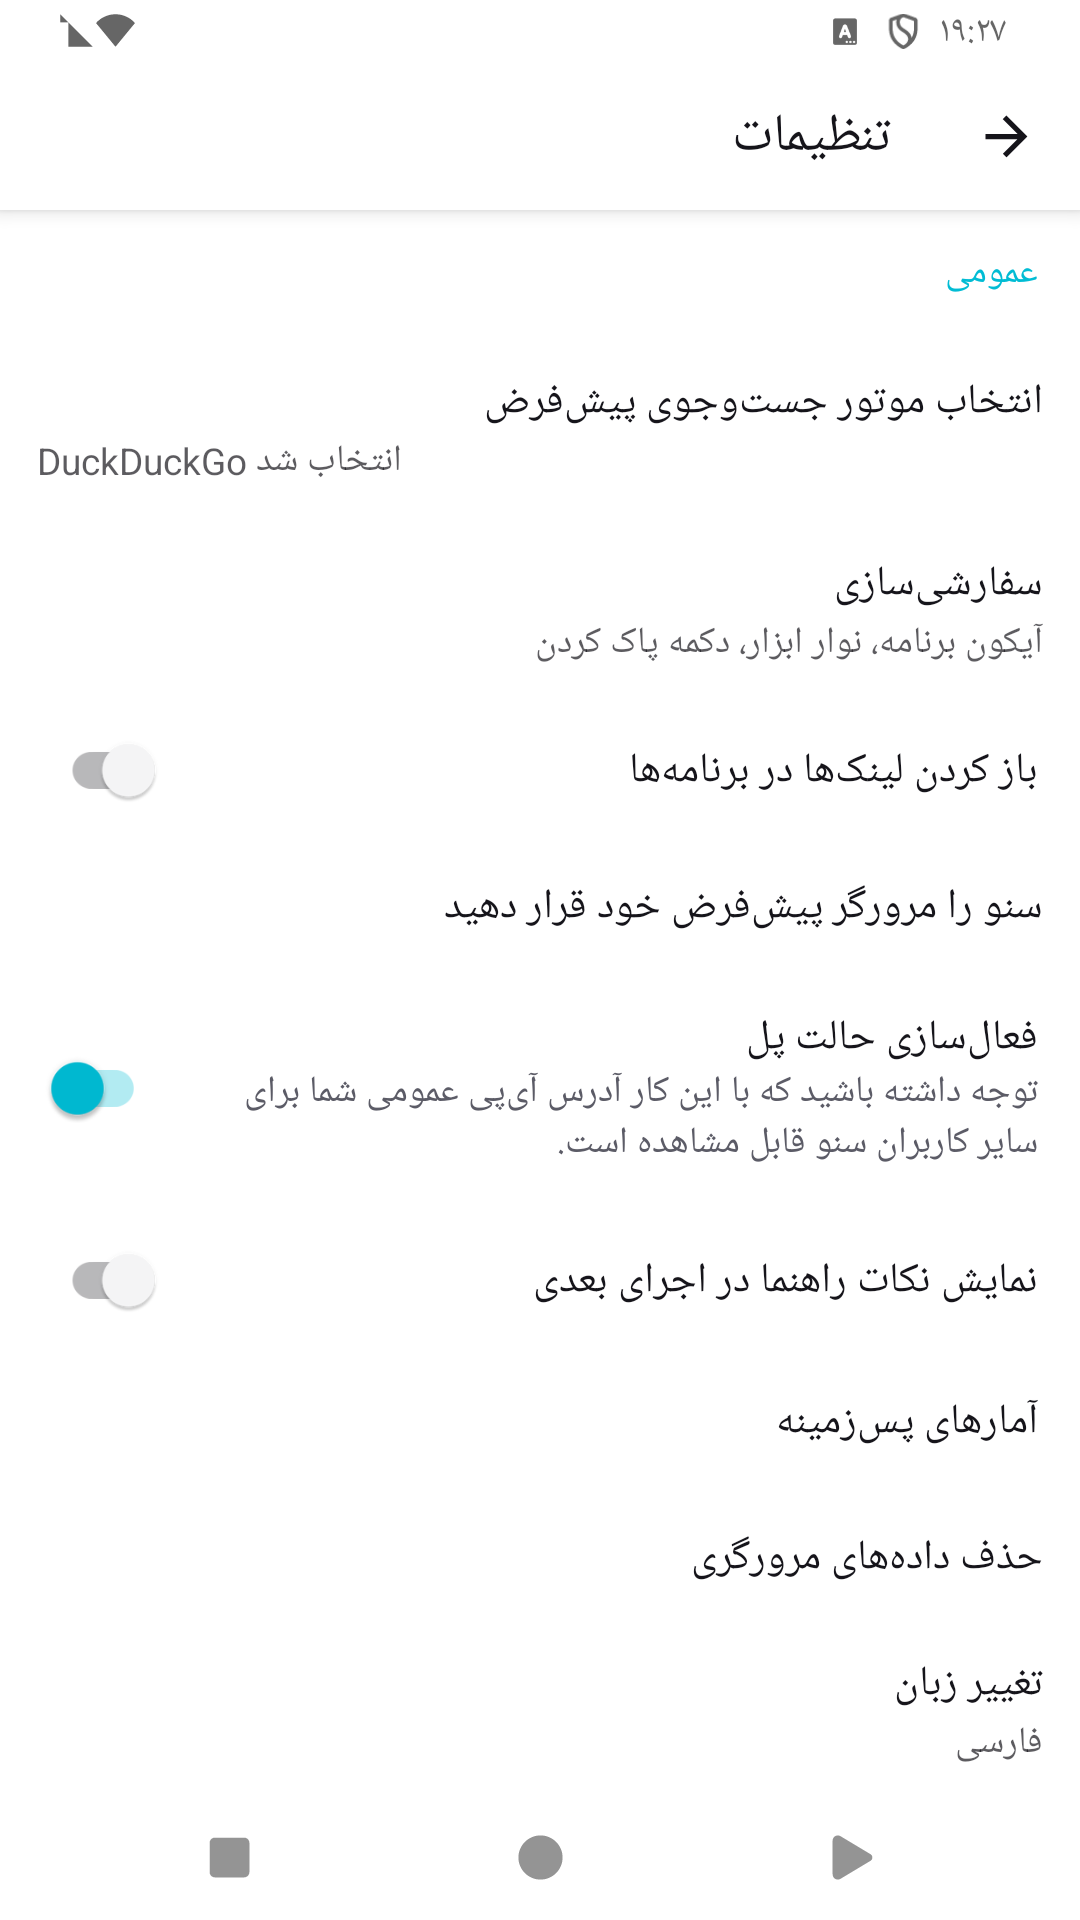 ۱۹:۲۷
تنظیمات
عمومی
انتخاب موتور جست‌وجوی پیش‌فرض
DuckDuckGo انتخاب شد
سفارشی‌سازی
آیکون برنامه، نوار ابزار، دکمه پاک کردن
باز کردن لینک‌ها در برنامه‌ها
سنو را مرورگر پیش‌فرض خود قرار دهید
فعال‌سازی حالت پل
توجه داشته باشید که با این کار آدرس آی‌پی عمومی شما برای
سایر کاربران سنو قابل مشاهده است.
نمایش نکات راهنما در اجرای بعدی
آمارهای پس‌زمینه
حذف داده‌های مرورگری
تغییر زبان
فارسی